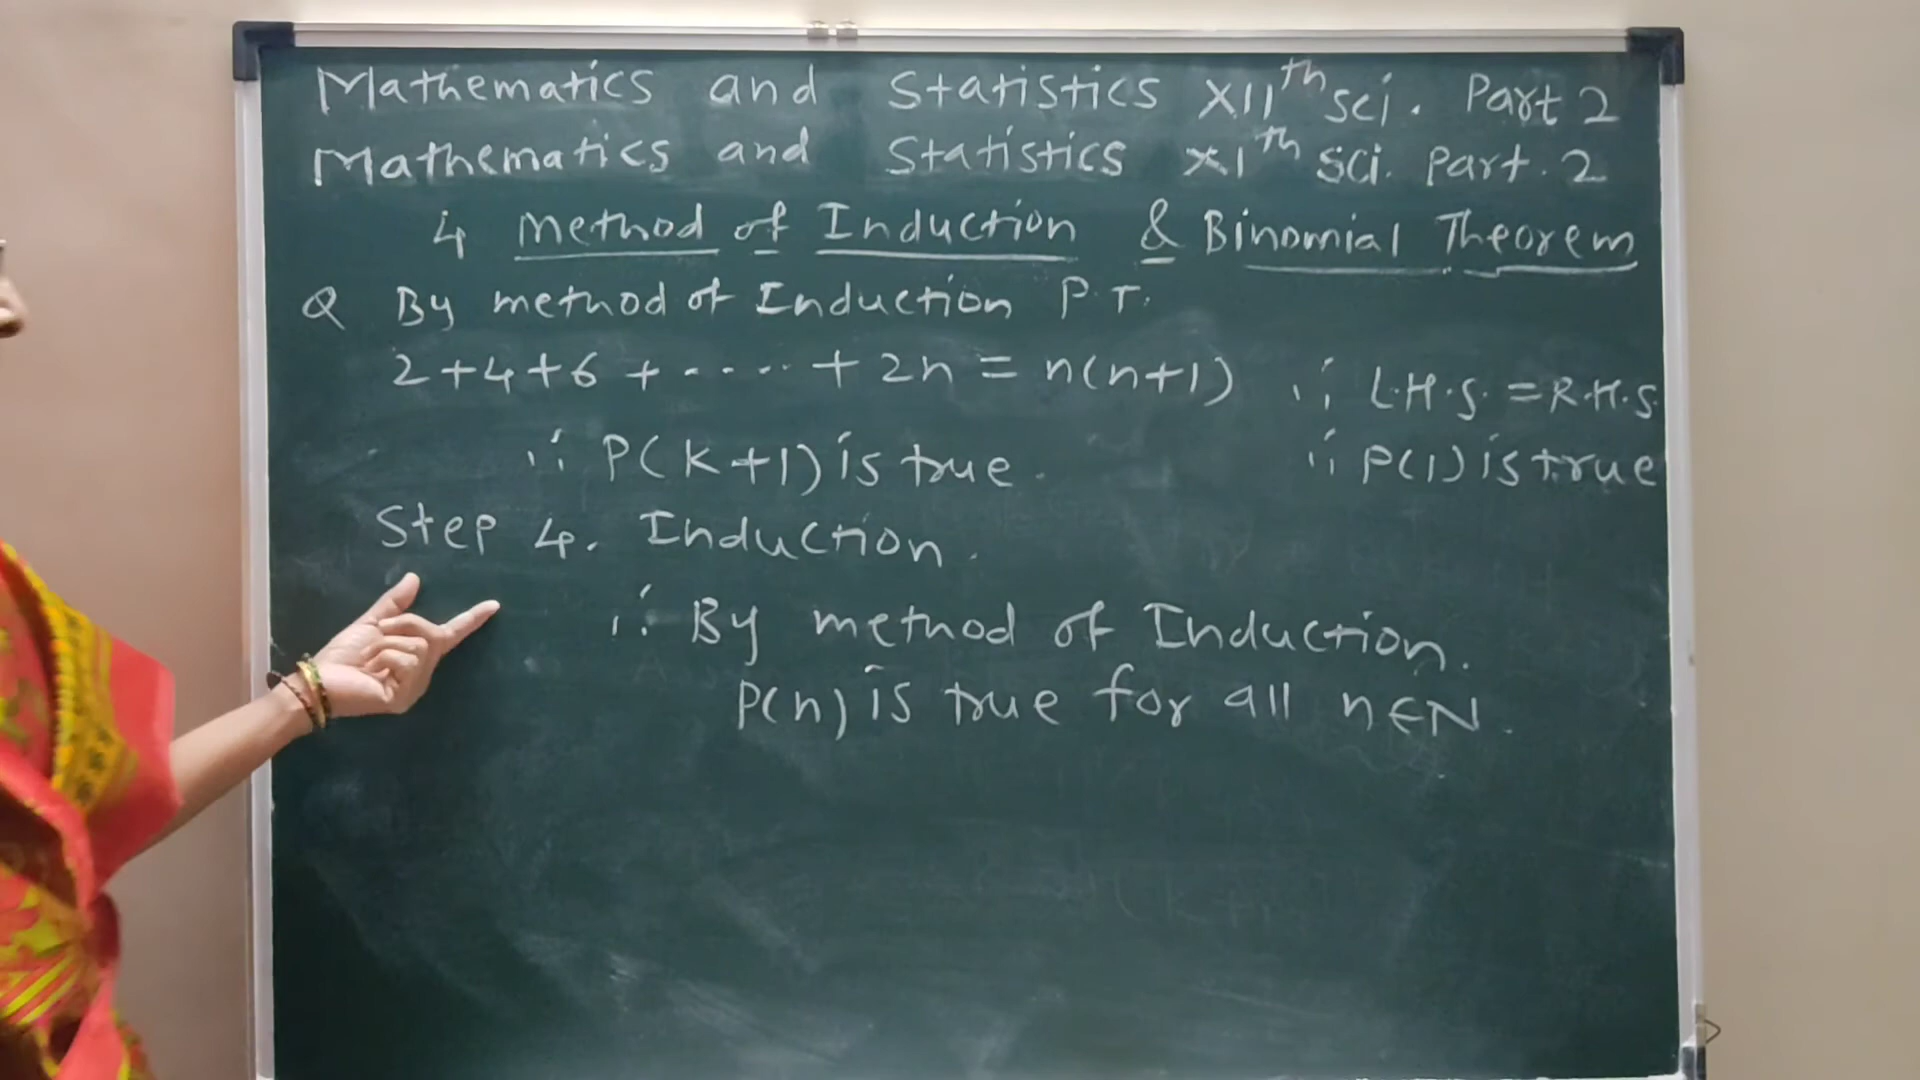 Mathematics and Statistics XIIth sci. Part 2
Mathematics and Statistics XIth sci. Part. 2
4 Method of Induction & Binomial Theorem
Q By method of Induction P.T.
2+4+6 + ..... + 2n = n(n+1)
∴ L.H.S. = R.H.S.
∴ P(k+1) is true.
∴ P(1) is true
Step 4. Induction.
∴ By method of Induction.
P(n) is true for all n∈N.